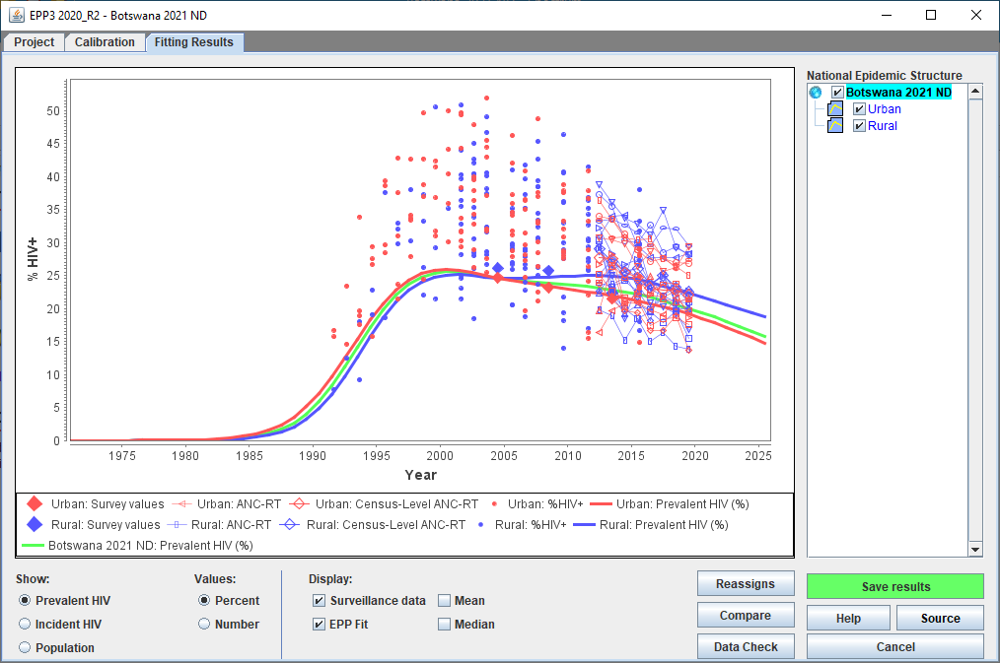 EPP3 2020_R2 - Botswana 2021 ND
Project Calibration Fitting Results
National Epidemic Structure
Botswana 2021 ND
Urban
Rural
% HIV+
50
45
40
35
30
25
20
15
10
5
0
1975 1980 1985 1990 1995 2000 2005 2010 2015 2020 2025
Year
Urban: Survey values Urban: ANC-RT Urban: Census-Level ANC-RT Urban: %HIV+ Urban: Prevalent HIV (%)
Rural: Survey values Rural: ANC-RT Rural: Census-Level ANC-RT Rural: %HIV+ Rural: Prevalent HIV (%)
Botswana 2021 ND: Prevalent HIV (%)
Show: Values: Display:
Prevalent HIV Percent Surveillance data Mean
Incident HIV Number EPP Fit Median
Population
Reassigns
Compare
Data Check
Save results
Help Source
Cancel